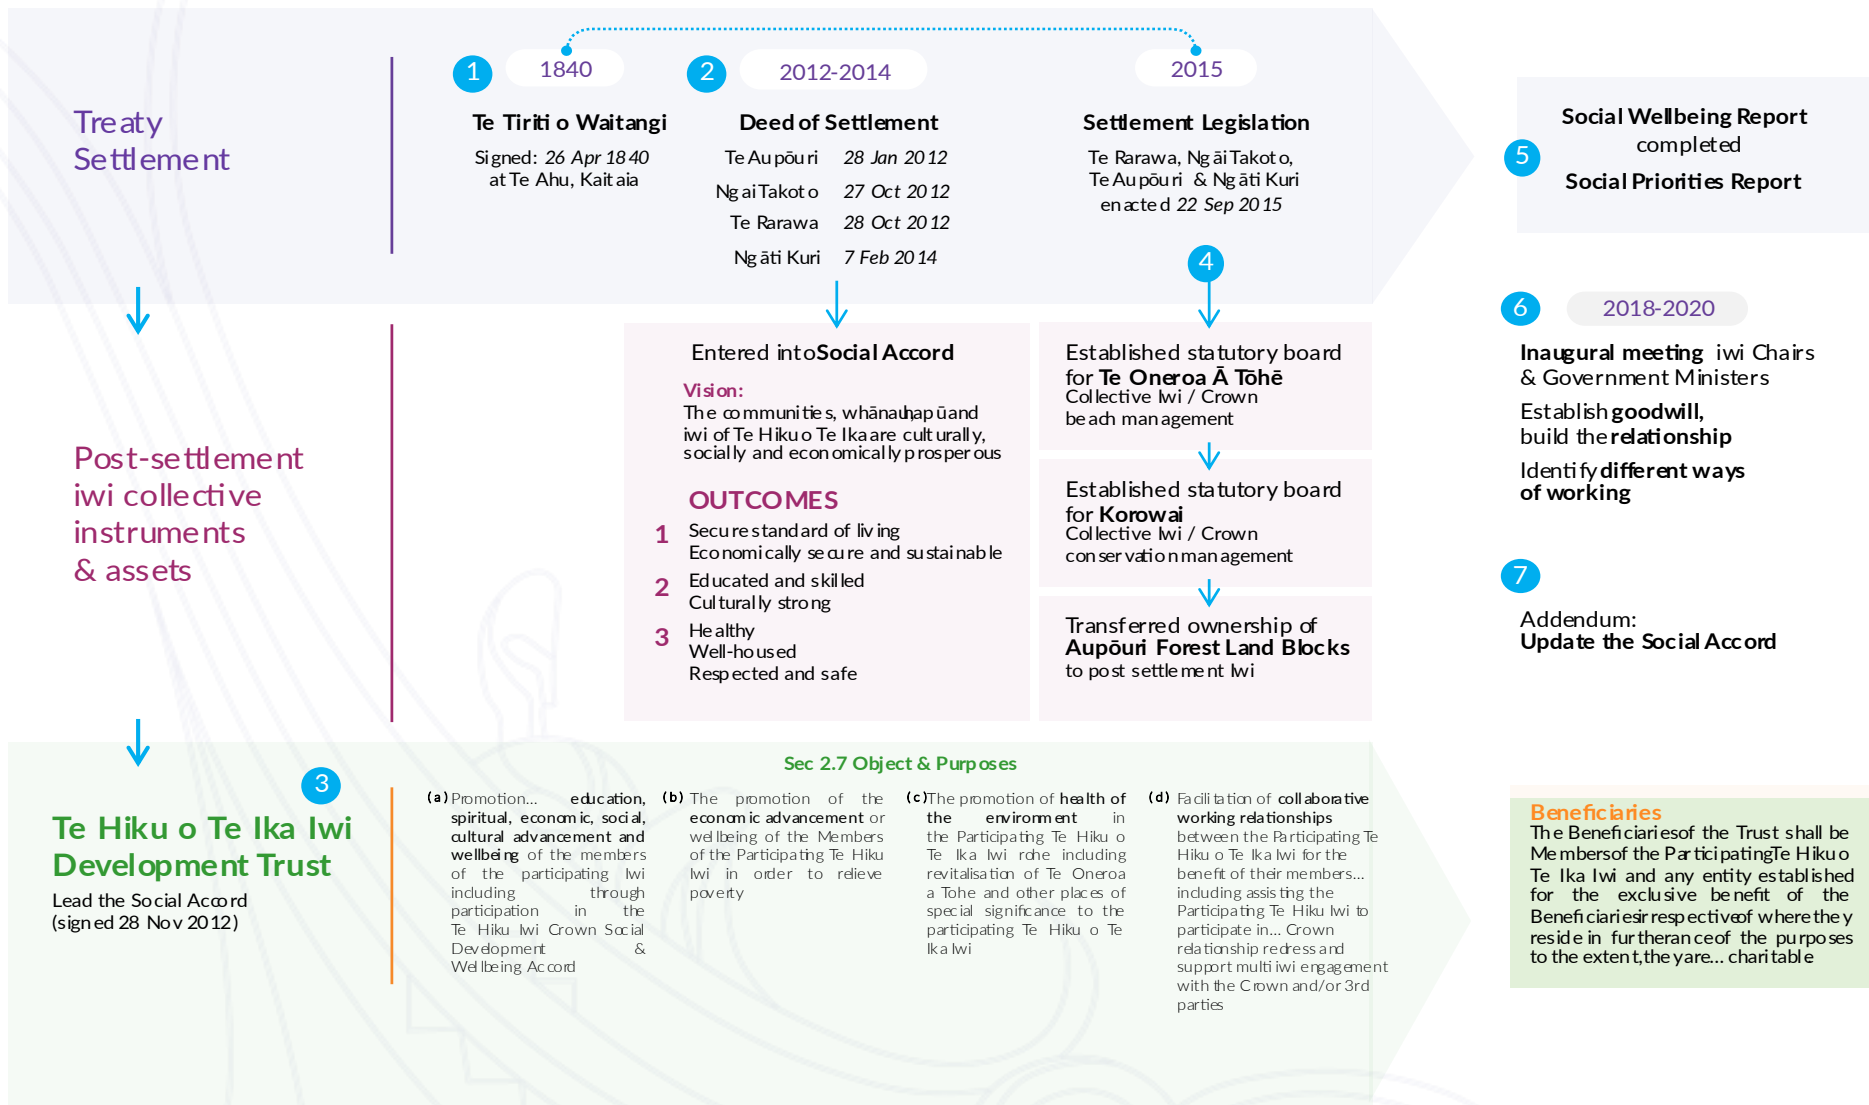 Treaty
Settlement
1
1840
Te Tiriti o Waitangi
Signed: 26 Apr 1840
at Te Ahu, Kaitaia
2
2012-2014
Deed of Settlement
Te Aupōuri 28 Jan 2012
NgaiTakoto 27 Oct 2012
Te Rarawa 28 Oct 2012
Ngāti Kuri 7 Feb 2014
2015
Settlement Legislation
Te Rarawa, NgāiTakoto,
Te Aupōuri & Ngāti Kuri
enacted 22 Sep 2015
4
5
Social Wellbeing Report
completed
Social Priorities Report
Post-settlement
iwi collective
instruments
& assets
Entered into Social Accord
Vision:
The communities, whānau, hapū and
iwi of Te Hiku o Te Ika are culturally,
socially and economically prosperous
OUTCOMES
1 Secure standard of living
Economically secure and sustainable
2 Educated and skilled
Culturally strong
3 Healthy
Well-housed
Respected and safe
Established statutory board
for Te Oneroa Ā Tōhē
Collective Iwi / Crown
beach management
Established statutory board
for Korowai
Collective Iwi / Crown
conservation management
Transferred ownership of
Aupōuri Forest Land Blocks
to post settlement Iwi
6
2018-2020
Inaugural meeting iwi Chairs
& Government Ministers
Establish goodwill,
build the relationship
Identify different ways
of working
7
Addendum:
Update the Social Accord
3
Te Hiku o Te Ika Iwi
Development Trust
Lead the Social Accord
(signed 28 Nov 2012)
Sec 2.7 Object & Purposes
(a) Promotion... education,
spiritual, economic, social,
cultural advancement and
wellbeing of the members
of the participating Iwi
including through
participation in the
Te Hiku Iwi Crown Social
Development &
Wellbeing Accord
(b) The promotion of the
economic advancement or
wellbeing of the Members
of the Participating Te Hiku
Iwi in order to relieve
poverty
(c) The promotion of health of
the environment in
the Participating Te Hiku o
Te Ika Iwi rohe including
revitalisation of Te Oneroa
a Tohe and other places of
special significance to the
participating Te Hiku o Te
Ika Iwi
(d) Facilitation of collaborative
working relationships
between the Participating Te
Hiku o Te Ika Iwi for the
benefit of their members...
including assisting the
Participating Te Hiku Iwi to
participate in... Crown
relationship redress and
support multi iwi engagement
with the Crown and/or 3rd
parties
Beneficiaries
The Beneficiaries of the Trust shall be
Members of the Participating Te Hiku o
Te Ika Iwi and any entity established
for the exclusive benefit of the
Beneficiaries irrespective of where they
reside in furtherance of the purposes
to the extent, they are... charitable